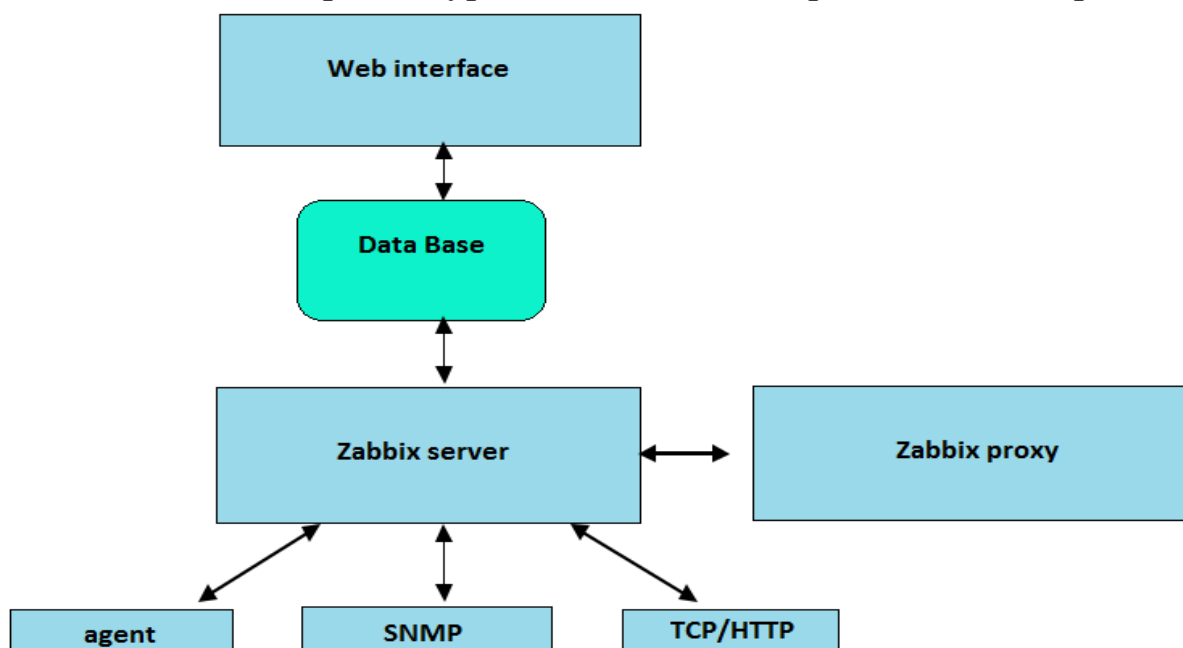 Web interface
Data Base
Zabbix server
Zabbix proxy
agent
SNMP
TCP/HTTP